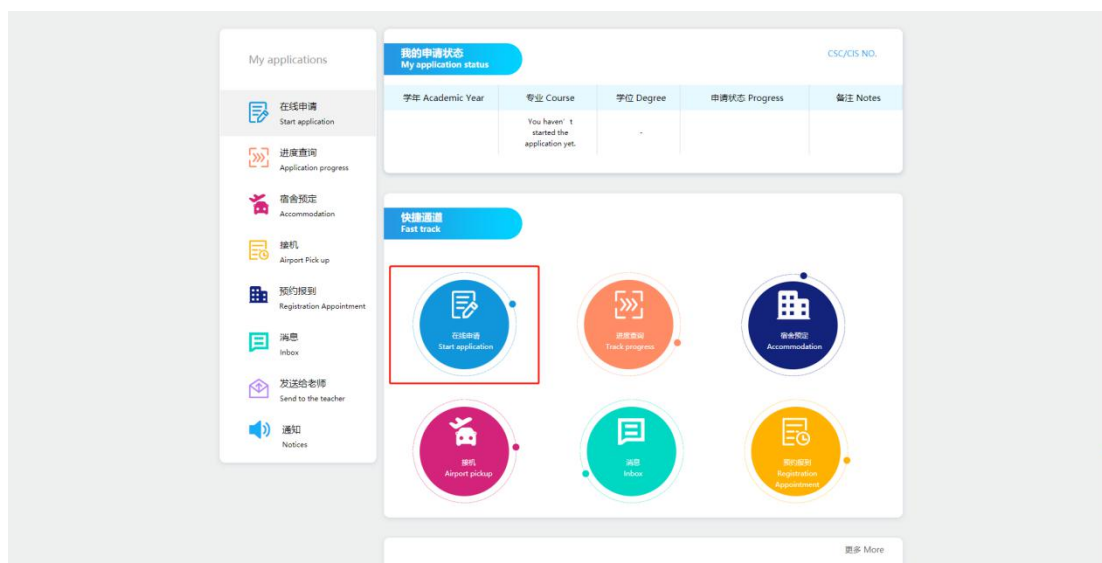 My applications
在线申请
Start application
进度查询
Application progress
宿舍预定
Accommodation
接机
Airport Pick up
预约报到
Registration Appointment
消息
Inbox
发送给老师
Send to the teacher
通知
Notices
我的申请状态
My application status
CSC/CIS NO.
学年 Academic Year
专业 Course
学位 Degree
申请状态 Progress
备注 Notes
You haven' t
started the
application yet.
-
快捷通道
Fast track
在线申请
Start application
进度查询
Track progress
宿舍预定
Accommodation
接机
Airport pickup
消息
Inbox
预约报到
Registration
Appointment
更多 More